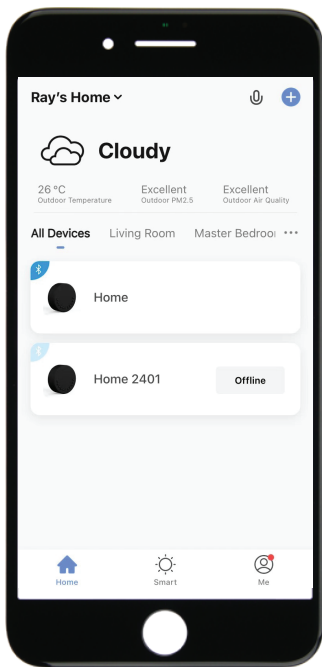 Ray's Home
Cloudy
26 °C Excellent Excellent
Outdoor Temperature Outdoor PM2.5 Outdoor Air Quality
All Devices Living Room Master Bedroo
Home
Home 2401 Offline
Home Smart Me